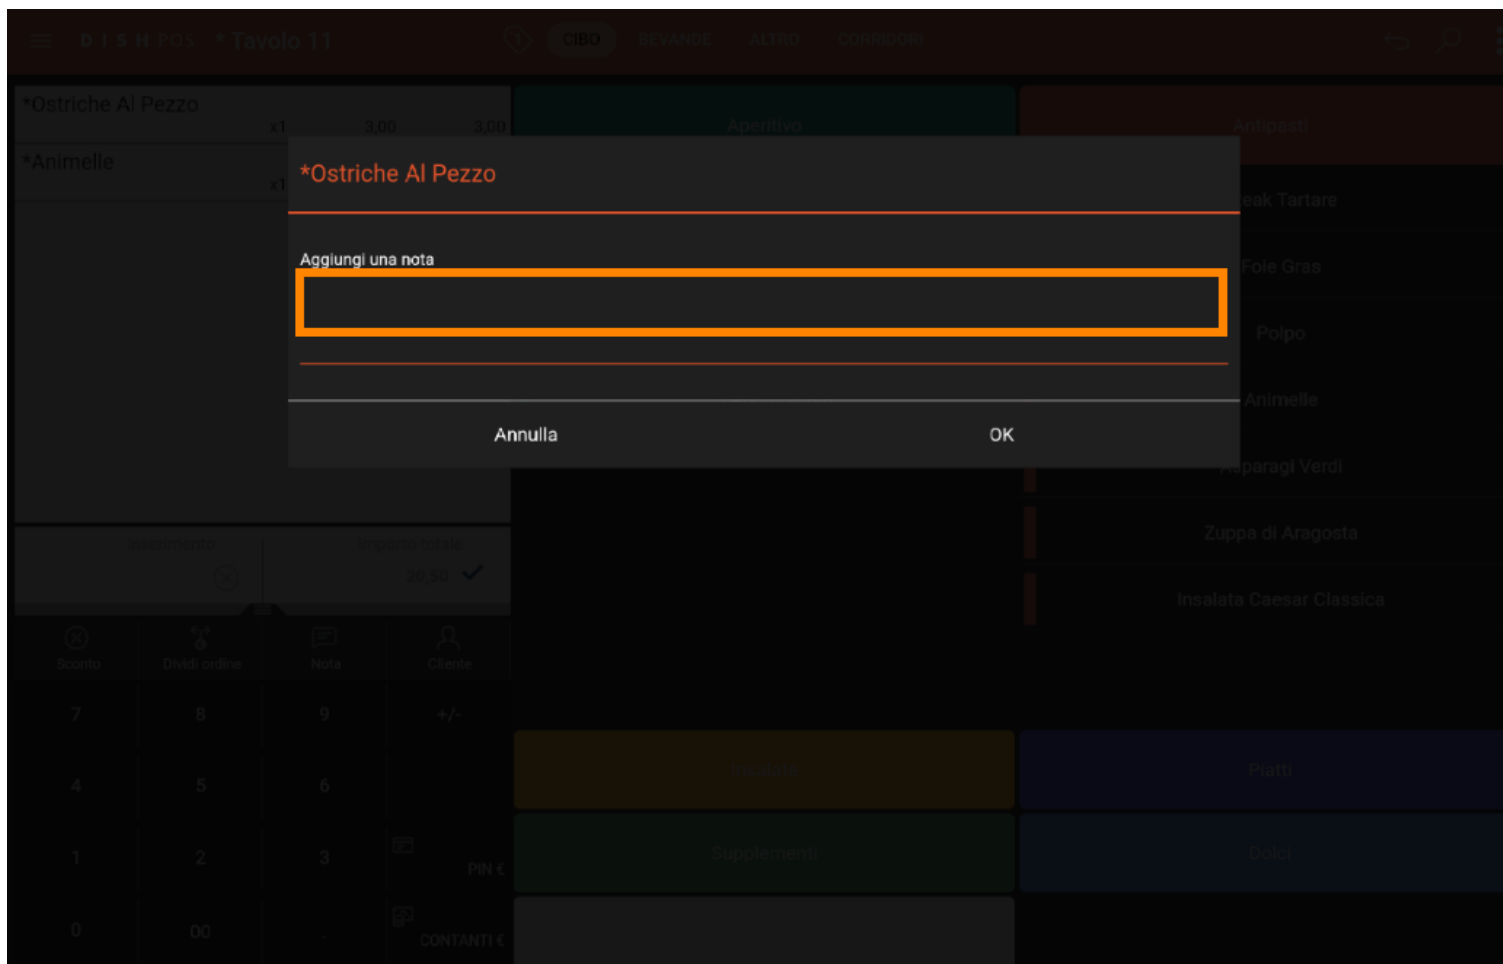 DISH POS * Tavolo 11
1 CIBO BEVANDE ALTRO CORRIDORI
*Ostriche Al Pezzo
x1 3,00 3,00
*Animelle
x1
Aperitivo
Antipasti
*Ostriche Al Pezzo
Aggiungi una nota
Annulla
OK
eak Tartare
Foie Gras
Polpo
Animelle
Asparagi Verdi
Zuppa di Aragosta
Insalata Caesar Classica
Inserimento
Importo totale
20,50
Sconto
Dividi ordine
Nota
Cliente
7 8 9 +/-
4 5 6
1 2 3 PIN €
0 00 . CONTANTI €
Insalate
Piatti
Supplementi
Dolci